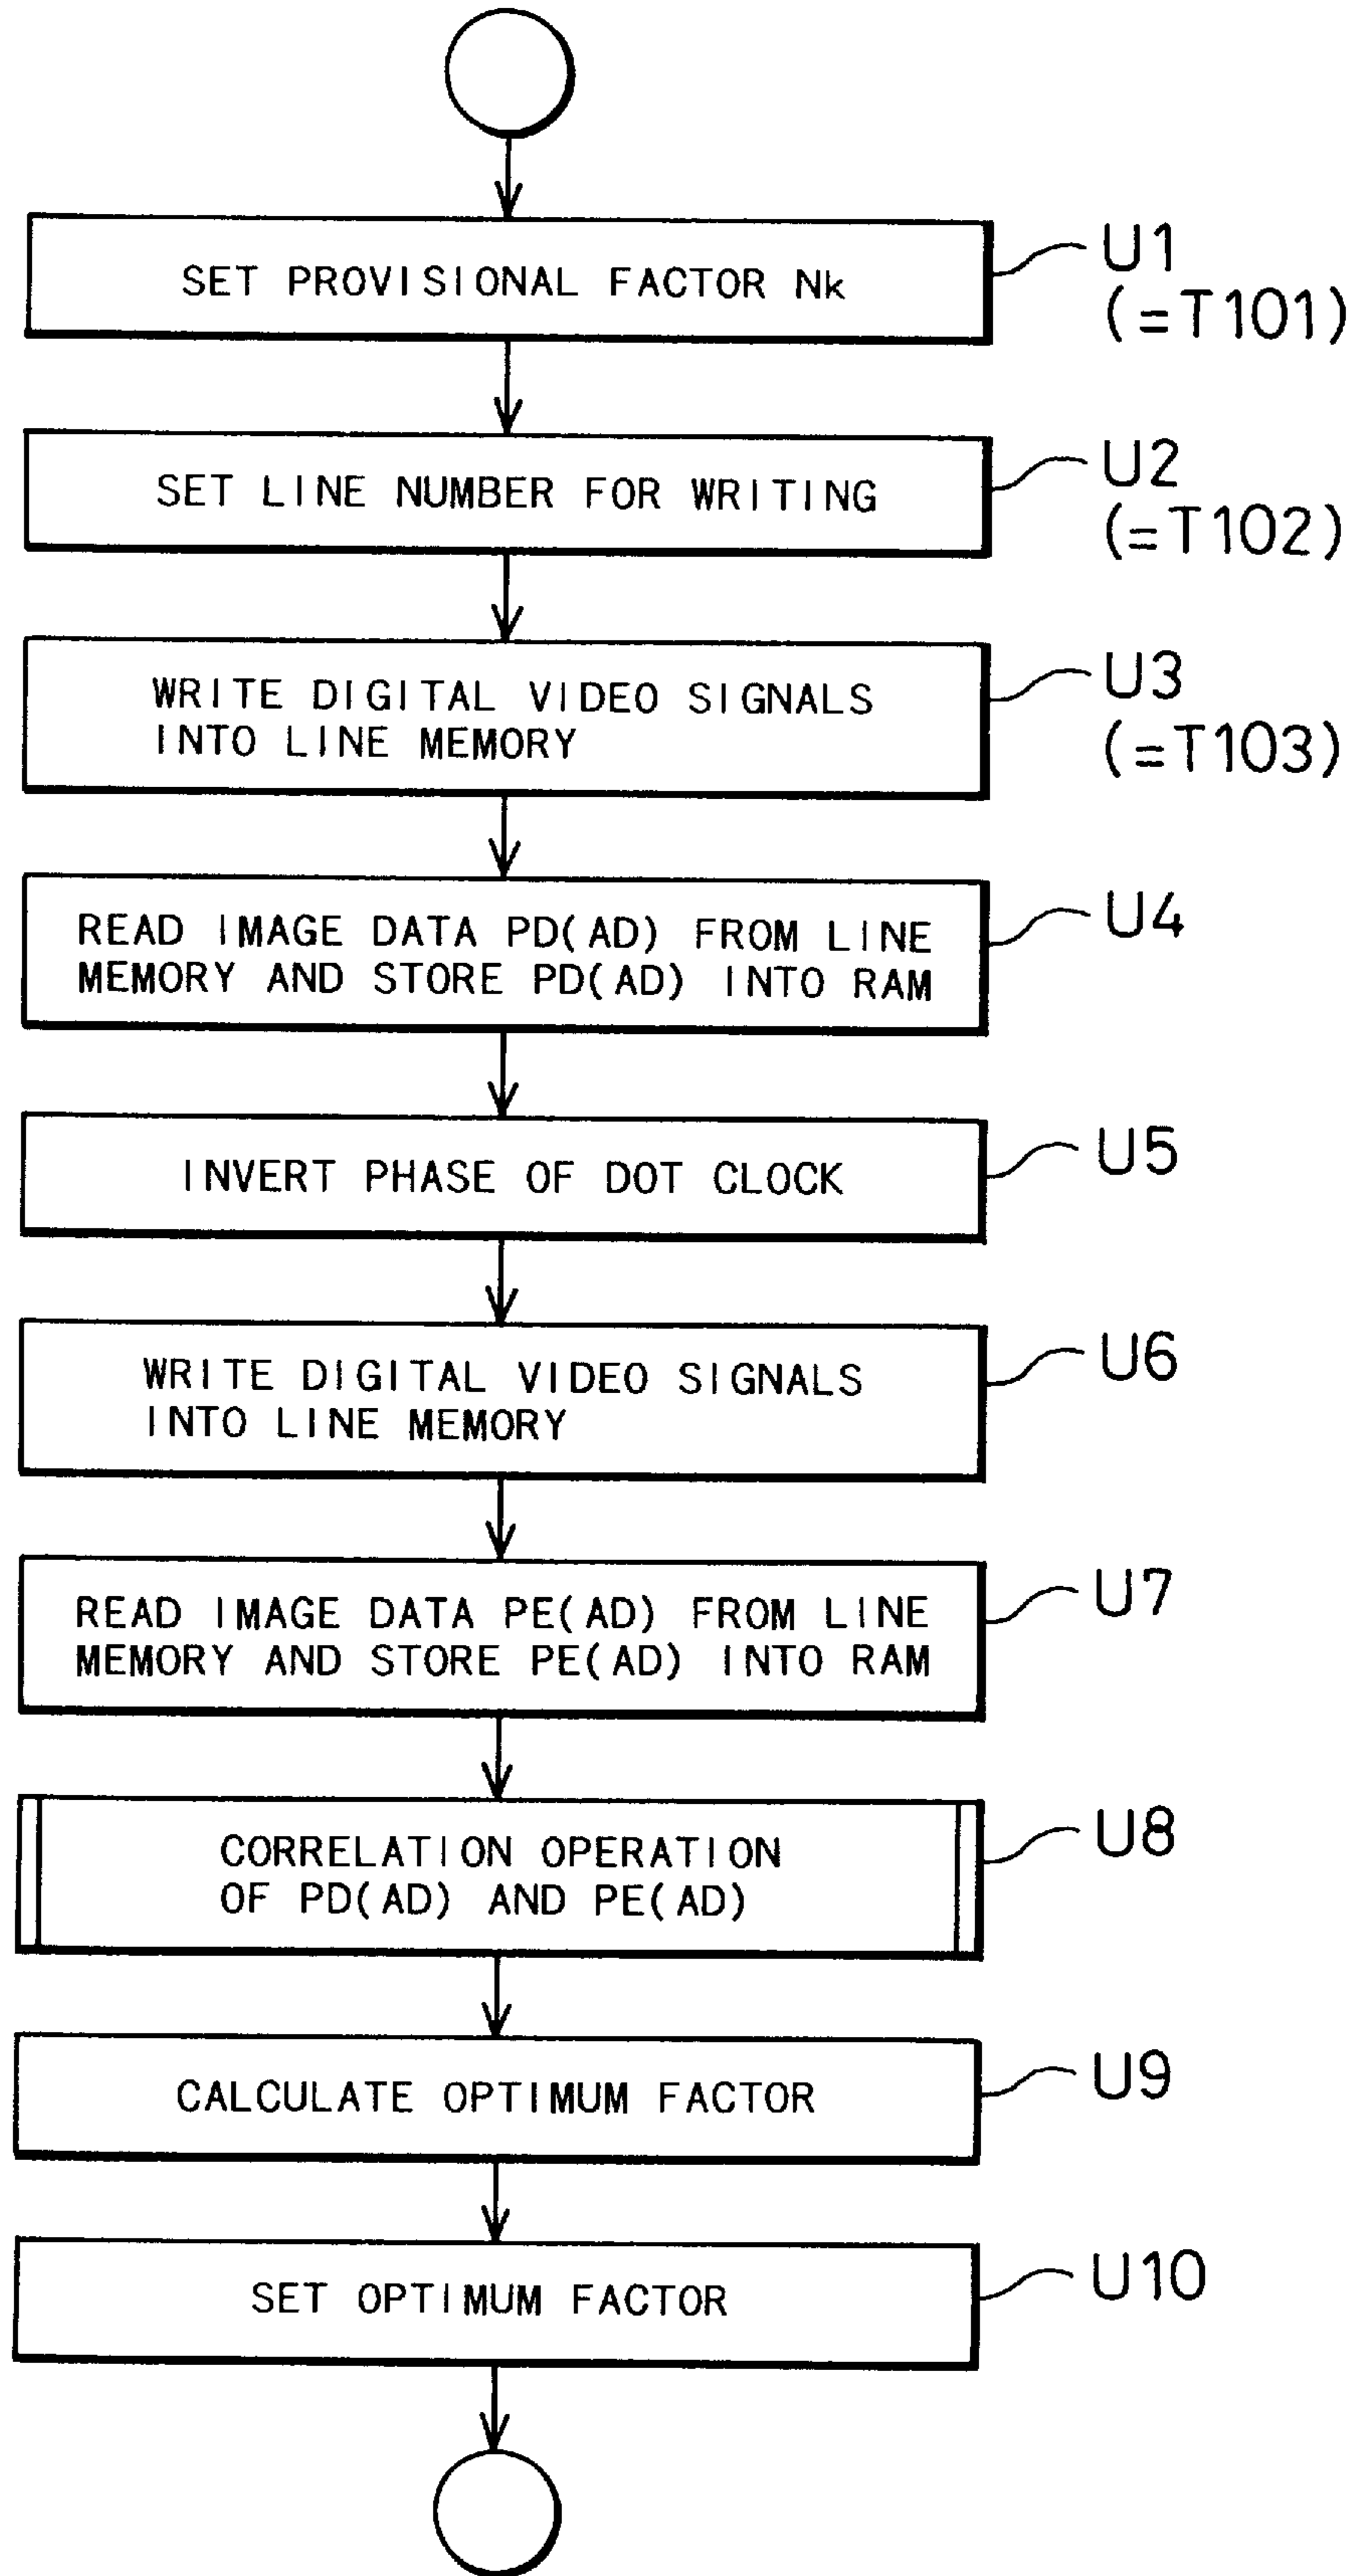 SET PROVISIONAL FACTOR Nk
U1
(=T101)
SET LINE NUMBER FOR WRITING
U2
(=T102)
WRITE DIGITAL VIDEO SIGNALS
INTO LINE MEMORY
U3
(=T103)
READ IMAGE DATA PD(AD) FROM LINE
MEMORY AND STORE PD(AD) INTO RAM
U4
INVERT PHASE OF DOT CLOCK
U5
WRITE DIGITAL VIDEO SIGNALS
INTO LINE MEMORY
U6
READ IMAGE DATA PE(AD) FROM LINE
MEMORY AND STORE PE(AD) INTO RAM
U7
CORRELATION OPERATION
OF PD(AD) AND PE(AD)
U8
CALCULATE OPTIMUM FACTOR
U9
SET OPTIMUM FACTOR
U10